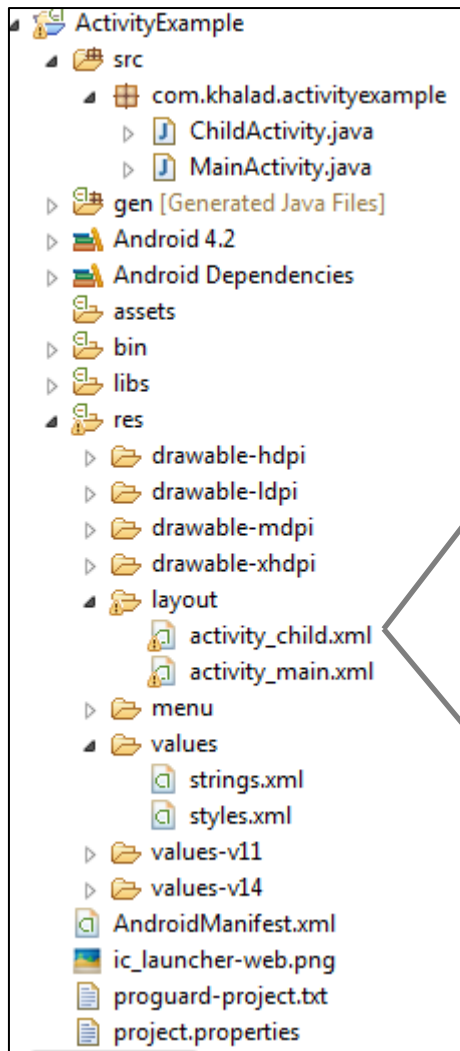 ActivityExample
src
com.khalad.activityexample
ChildActivity.java
MainActivity.java
gen [Generated Java Files]
Android 4.2
Android Dependencies
assets
bin
libs
res
drawable-hdpi
drawable-ldpi
drawable-mdpi
drawable-xhdpi
layout
activity_child.xml
activity_main.xml
menu
values
strings.xml
styles.xml
values-v11
values-v14
AndroidManifest.xml
ic_launcher-web.png
proguard-project.txt
project.properties